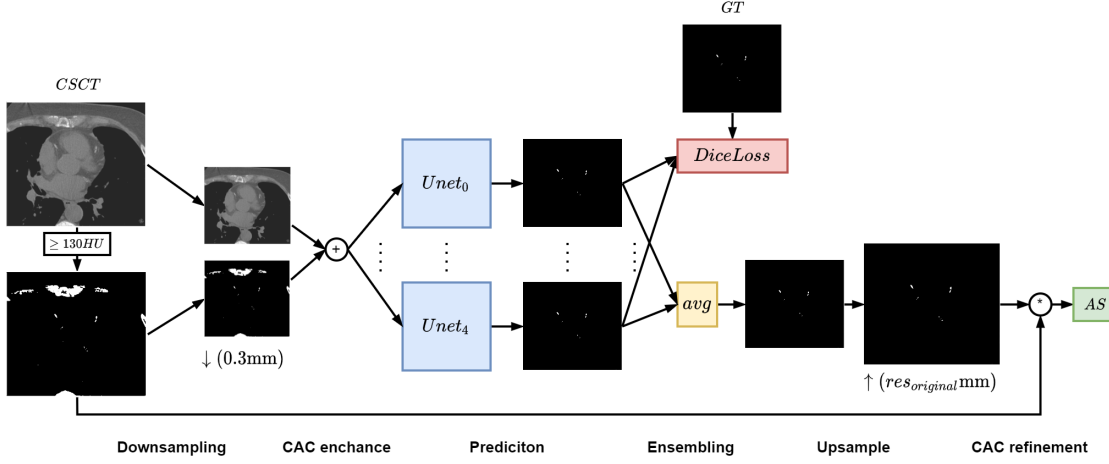 GT
CSCT
DiceLoss
Unet0
≥ 130HU
+
avg
*
AS
Unet4
↓ (0.3mm)
↑ (res_original mm)
Downsampling
CAC enchance
Prediciton
Ensembling
Upsample
CAC refinement